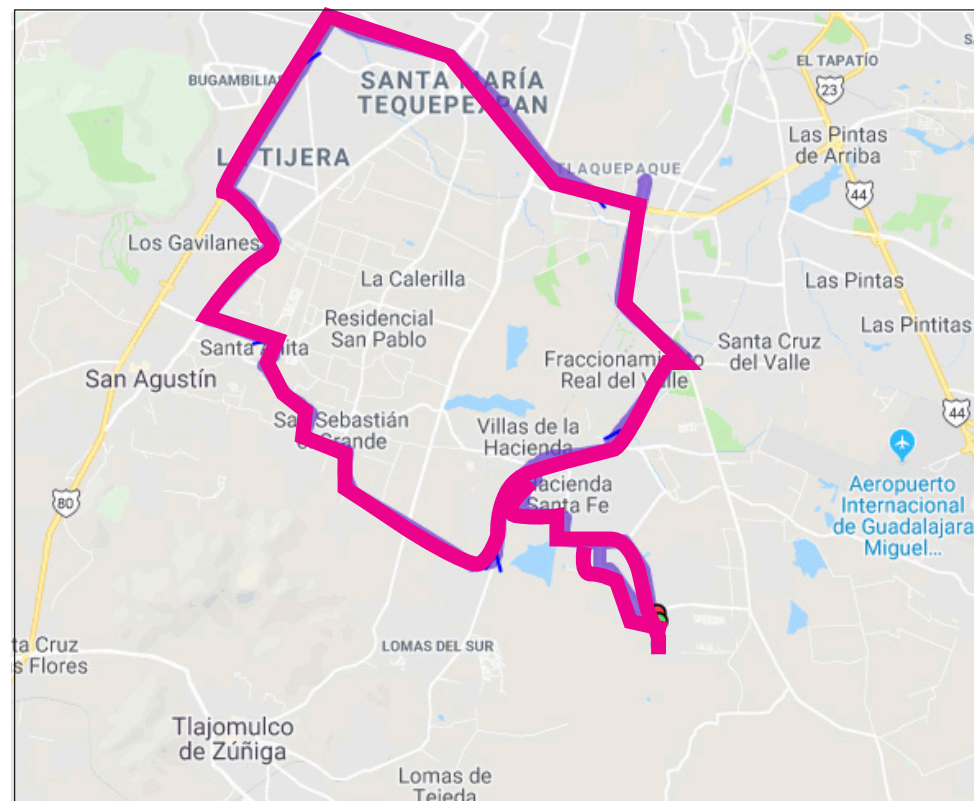 EL TAPATÍO
23
BUGAMBILIAS
SANTA MARÍA
TEQUEPEXPAN
Las Pintas
de Arriba
LA TIJERA
TLAQUEPAQUE
44
Los Gavilanes
La Calerilla
Las Pintas
Residencial
San Pablo
Las Pintitas
Santa Anita
Santa Cruz
del Valle
Fraccionamiento
Real del Valle
San Agustín
San Sebastián
Grande
Villas de la
Hacienda
44
80
Hacienda
Santa Fe
Aeropuerto
Internacional
de Guadalajara
Miguel...
ta Cruz
s Flores
LOMAS DEL SUR
Tlajomulco
de Zúñiga
Lomas de
Tejeda